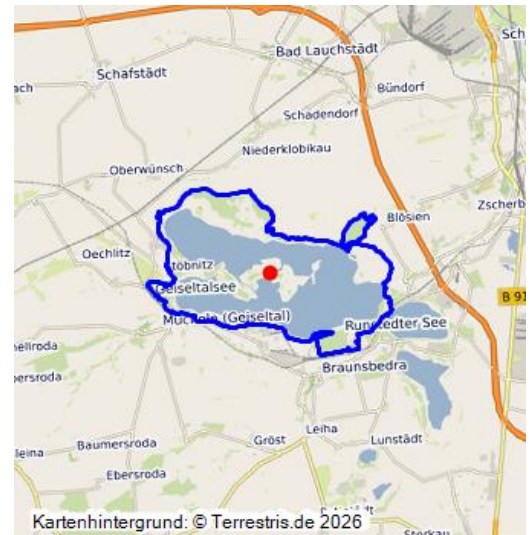 Bad Lauchstädt
Schafstädt
Bündorf
Schadendorf
Niederklobikau
Oberwünsch
Zscherb
Blösien
Oechlitz
Stöbnitz
Geiseltalsee
B 91
Mücheln (Geiseltal)
Runstedter See
Braunsbedra
Leiha
Baumersroda
Gröst
Lunstädt
Ebersroda
Kartenhintergrund: © Terrestris.de 2026